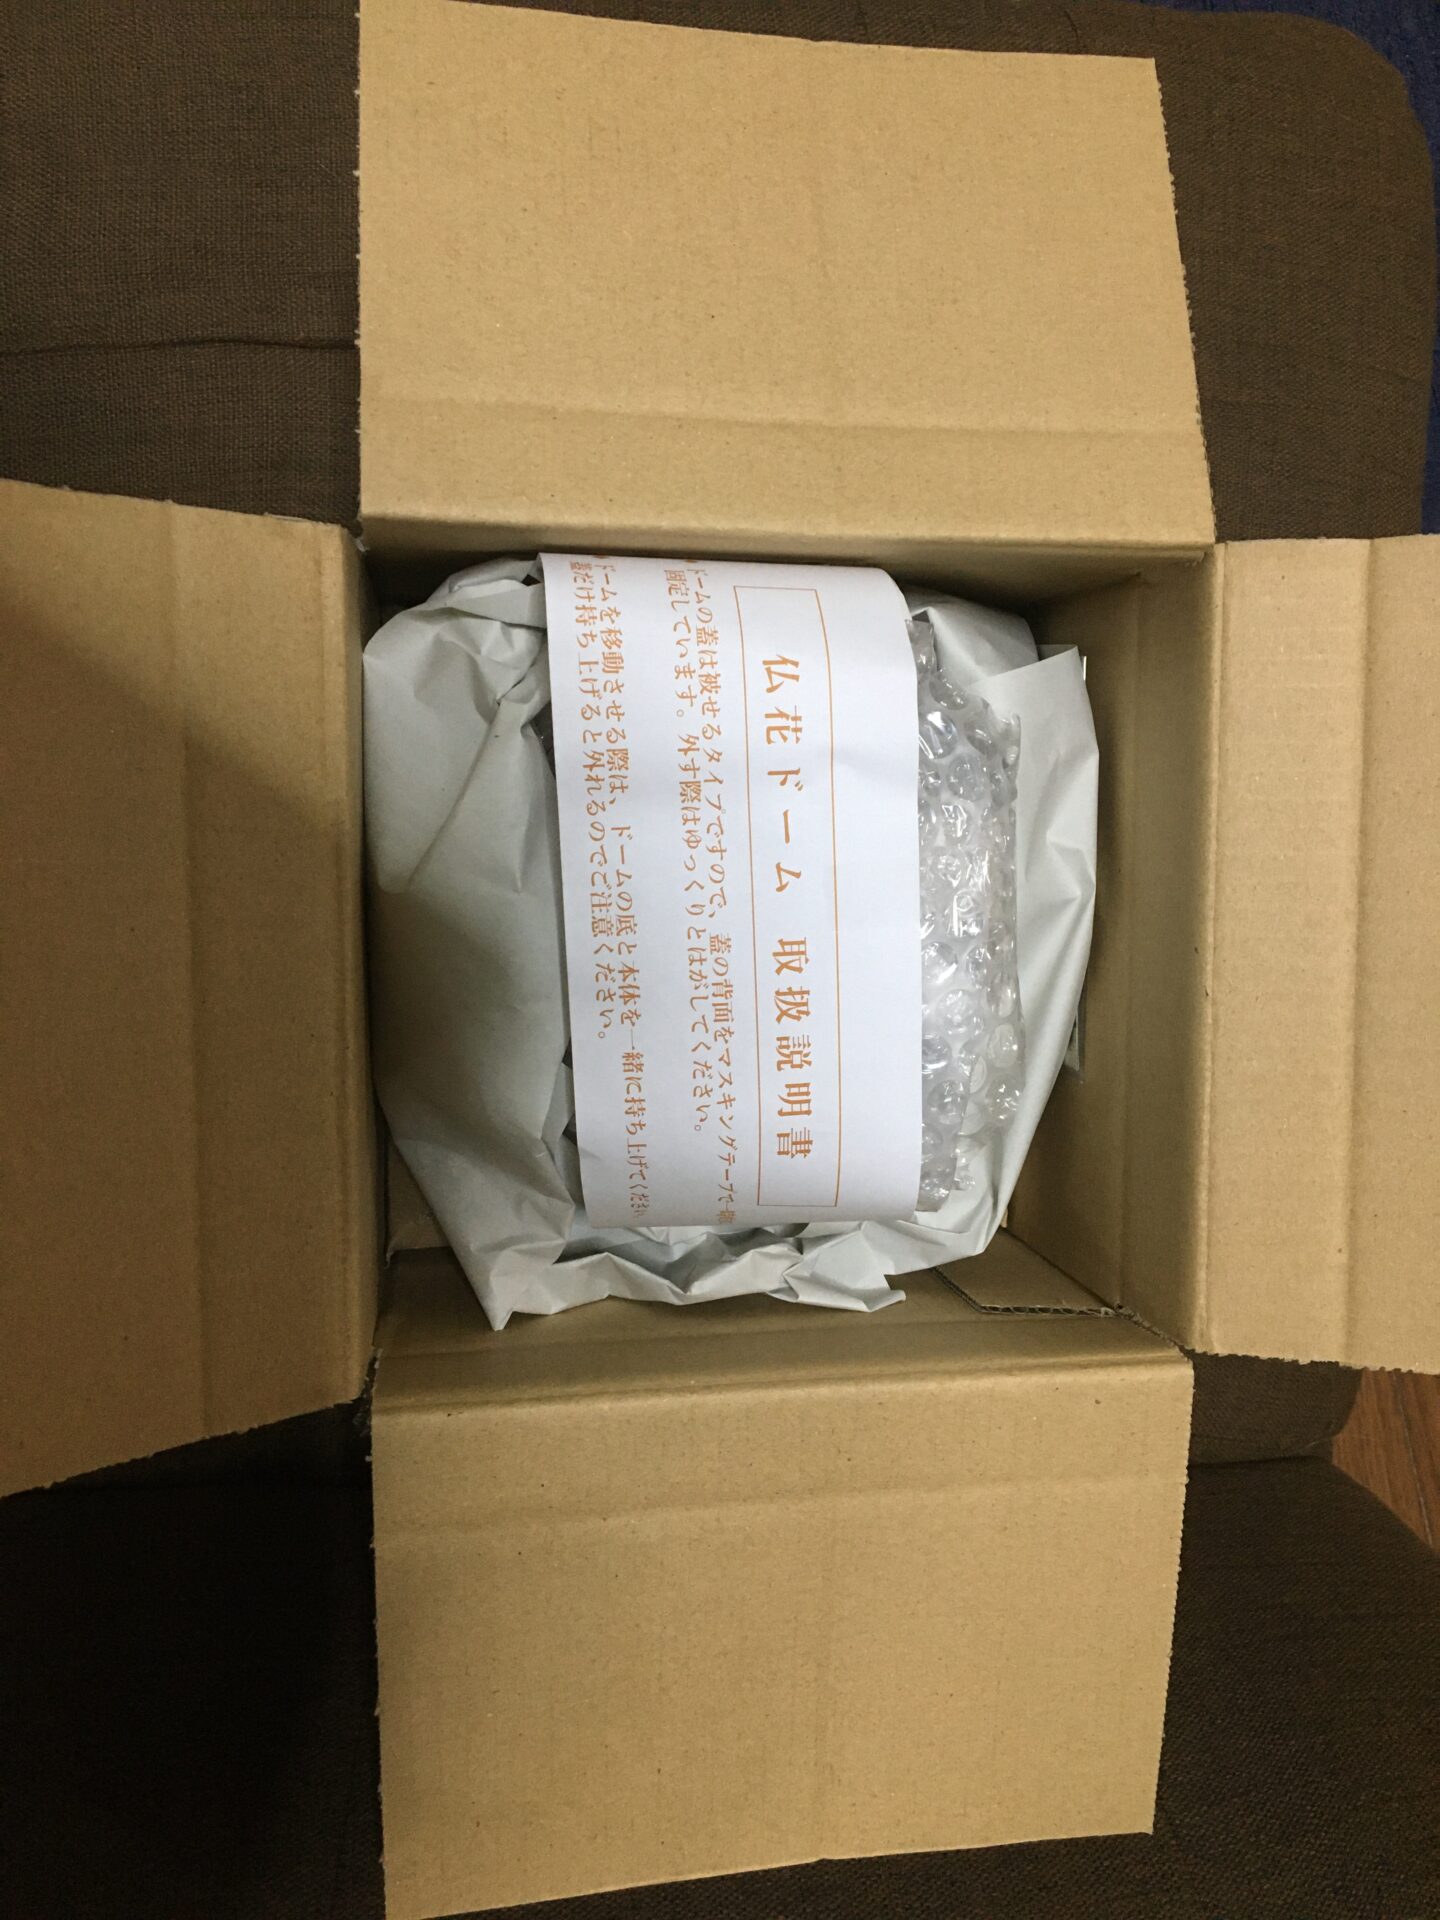 仏花ドーム 取扱説明書
ドームの蓋は被せるタイプですので、蓋の背面をマスキングテープで一部
固定しています。外す際はゆっくりとはがしてください。
ドームを移動させる際は、ドームの底と本体を一緒に持ち上げてください
蓋だけ持ち上げると外れるのでご注意ください。